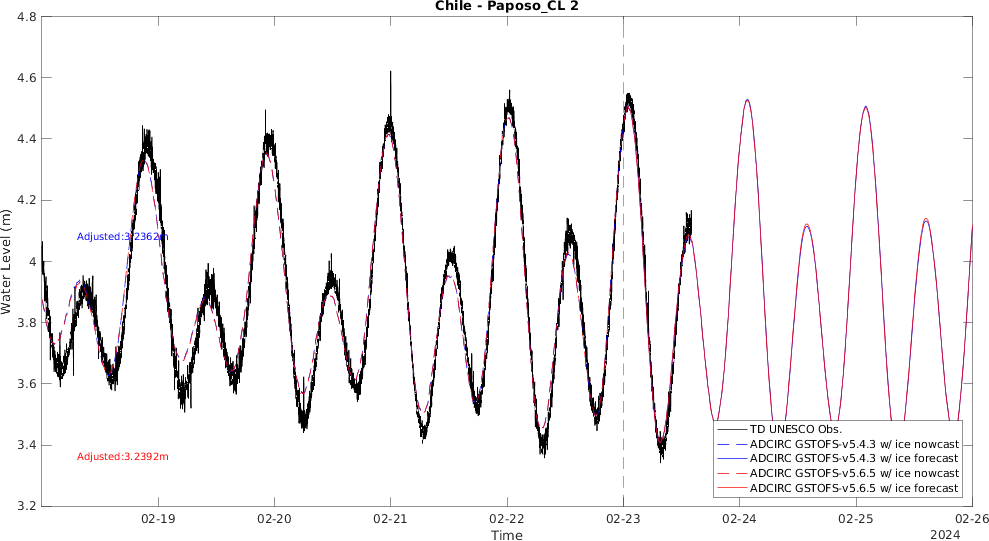 Chile - Paposo_CL 2
4.8
4.6
4.4
4.2
4
3.8
3.6
3.4
3.2
Water Level (m)
Adjusted:3.2362m
Adjusted:3.2392m
TD UNESCO Obs.
ADCIRC GSTOFS-v5.4.3 w/ ice nowcast
ADCIRC GSTOFS-v5.4.3 w/ ice forecast
ADCIRC GSTOFS-v5.6.5 w/ ice nowcast
ADCIRC GSTOFS-v5.6.5 w/ ice forecast
02-19 02-20 02-21 02-22 02-23 02-24 02-25 02-26
Time
2024